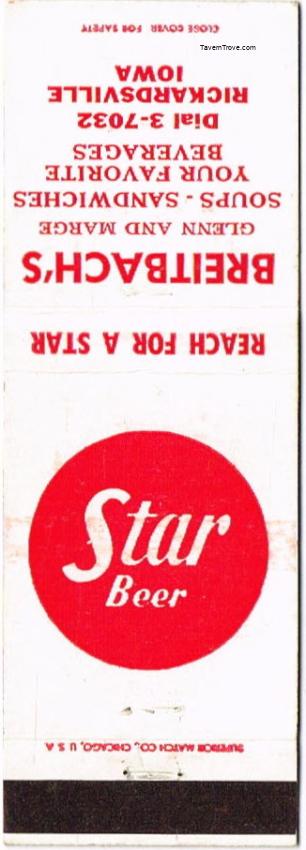 TavernTrove.com
CLOSE COVER FOR SAFETY
BREITBACH'S
GLENN AND MARGE
SOUPS - SANDWICHES
YOUR FAVORITE
BEVERAGES
Dial 3-7032
RICKARDSVILLE
IOWA
REACH FOR A STAR
Star
Beer
SUPERIOR MATCH CO., CHICAGO, U S A